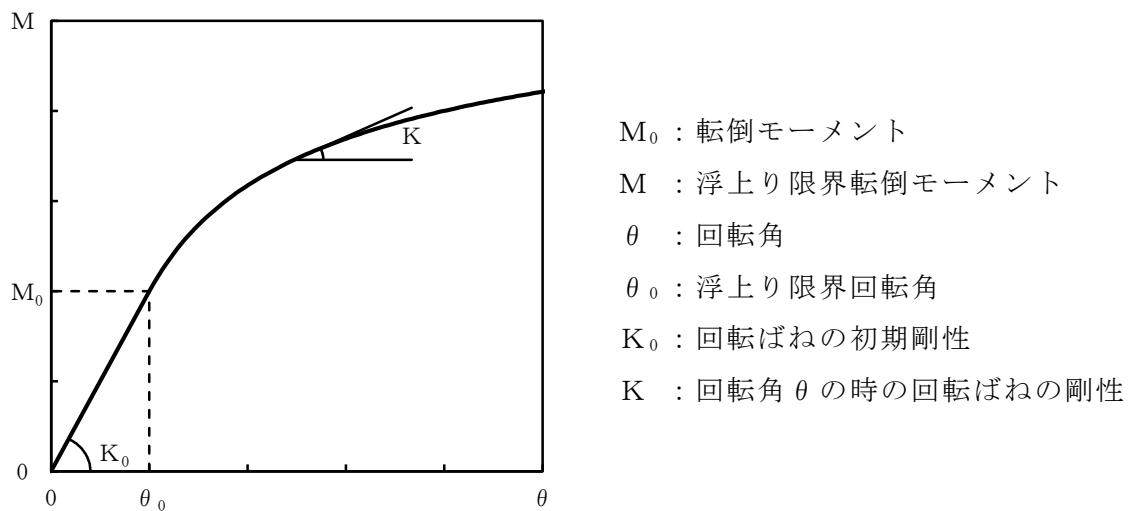 M
K
M₀
K₀
0
0
θ₀
θ
M₀ : 転倒モーメント
M : 浮上り限界転倒モーメント
θ : 回転角
θ₀ : 浮上り限界回転角
K₀ : 回転ばねの初期剛性
K : 回転角θの時の回転ばねの剛性